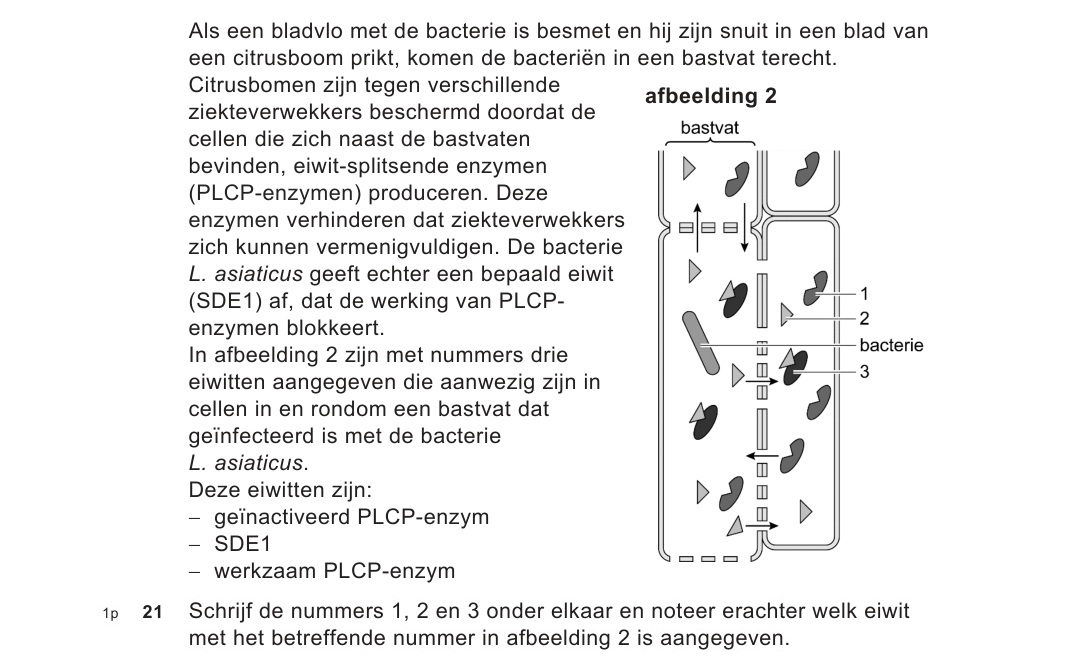 Als een bladvlo met de bacterie is besmet en hij zijn snuit in een blad van
een citrusboom prikt, komen de bacteriën in een bastvat terecht.
Citrusbomen zijn tegen verschillende
ziekteverwekkers beschermd doordat de
cellen die zich naast de bastvaten
bevinden, eiwit-splitsende enzymen
(PLCP-enzymen) produceren. Deze
enzymen verhinderen dat ziekteverwekkers
zich kunnen vermenigvuldigen. De bacterie
L. asiaticus geeft echter een bepaald eiwit
(SDE1) af, dat de werking van PLCP-
enzymen blokkeert.
In afbeelding 2 zijn met nummers drie
eiwitten aangegeven die aanwezig zijn in
cellen in en rondom een bastvat dat
geïnfecteerd is met de bacterie
L. asiaticus.
Deze eiwitten zijn:
– geïnactiveerd PLCP-enzym
– SDE1
– werkzaam PLCP-enzym
afbeelding 2
bastvat
1
2
bacterie
3
1p 21 Schrijf de nummers 1, 2 en 3 onder elkaar en noteer erachter welk eiwit
met het betreffende nummer in afbeelding 2 is aangegeven.